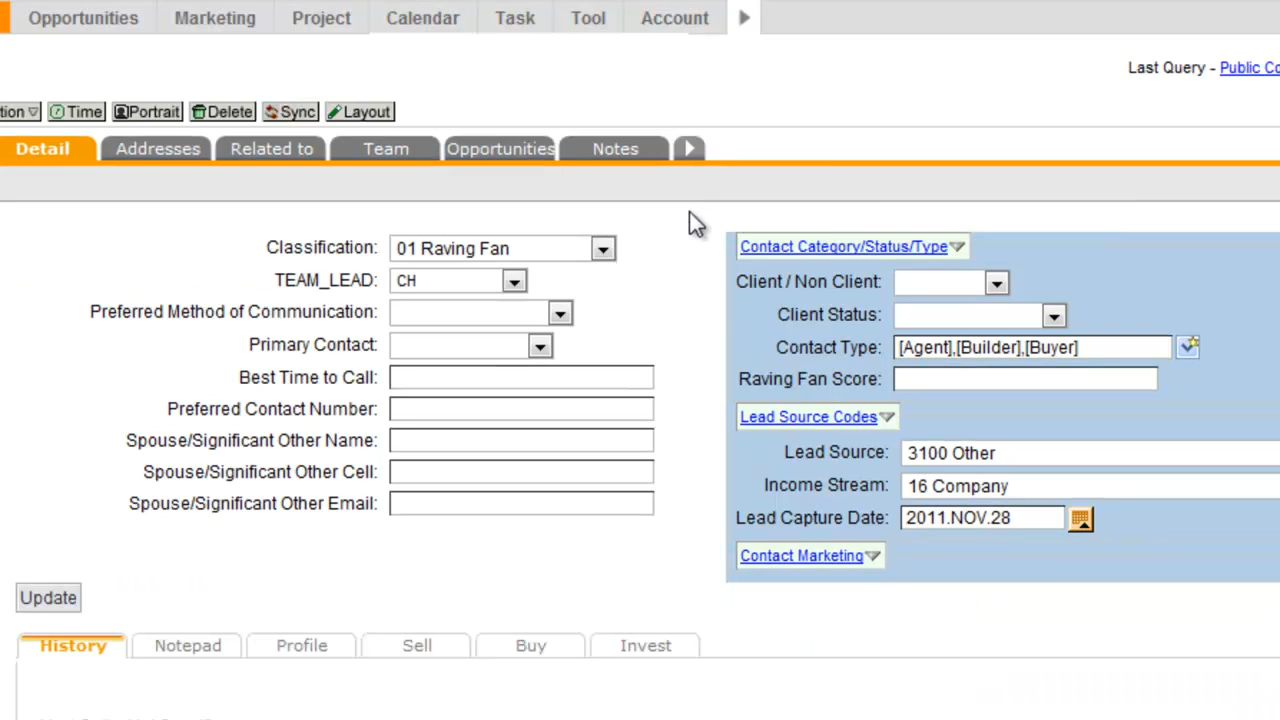 Opportunities Marketing Project Calendar Task Tool Account
Last Query - Public Co
tion Time Portrait Delete Sync Layout
Detail Addresses Related to Team Opportunities Notes
Classification: 01 Raving Fan
TEAM_LEAD: CH
Preferred Method of Communication:
Primary Contact:
Best Time to Call:
Preferred Contact Number:
Spouse/Significant Other Name:
Spouse/Significant Other Cell:
Spouse/Significant Other Email:
Contact Category/Status/Type
Client / Non Client:
Client Status:
Contact Type: [Agent],[Builder],[Buyer]
Raving Fan Score:
Lead Source Codes
Lead Source: 3100 Other
Income Stream: 16 Company
Lead Capture Date: 2011.NOV.28
Contact Marketing
Update
History Notepad Profile Sell Buy Invest